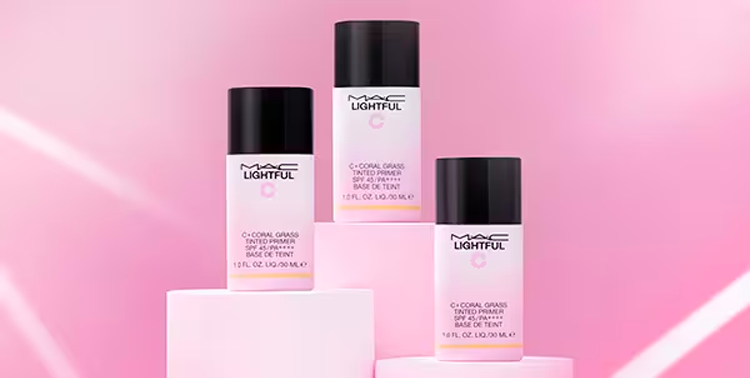 MAC
LIGHTFUL
C
C+CORAL GRASS
TINTED PRIMER
SPF 45/PA++++
BASE DE TEINT
1.0 FL. OZ. LIQ./30 ML ℮
MAC
LIGHTFUL
C
C+CORAL GRASS
TINTED PRIMER
SPF 45/PA++++
BASE DE TEINT
1.0 FL. OZ. LIQ./30 ML ℮
MAC
LIGHTFUL
C
C+CORAL GRASS
TINTED PRIMER
SPF 45/PA++++
BASE DE TEINT
1.0 FL. OZ. LIQ./30 ML ℮